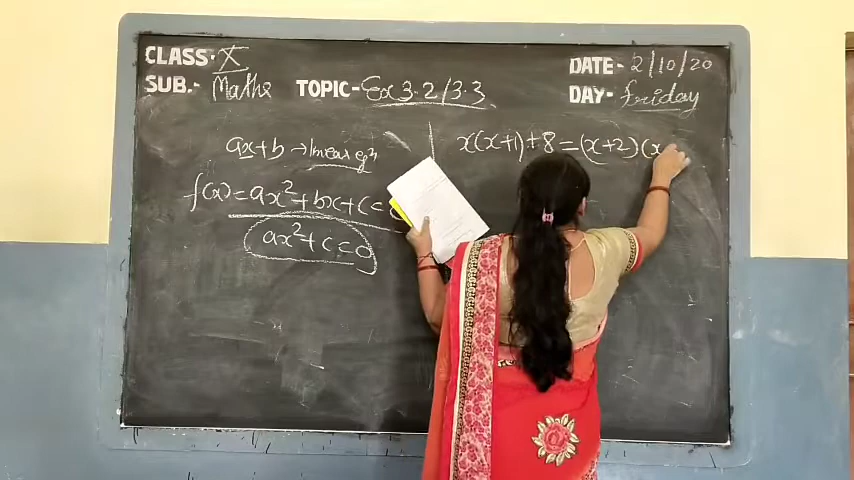 CLASS:- X
SUB.- Maths
TOPIC- Ex 3.2/3.3
DATE- 2/10/20
DAY- friday
ax+b → linear eqn
f(x)=ax²+bx+c=
ax²+c=0
x(x+1)+8=(x+2)(x